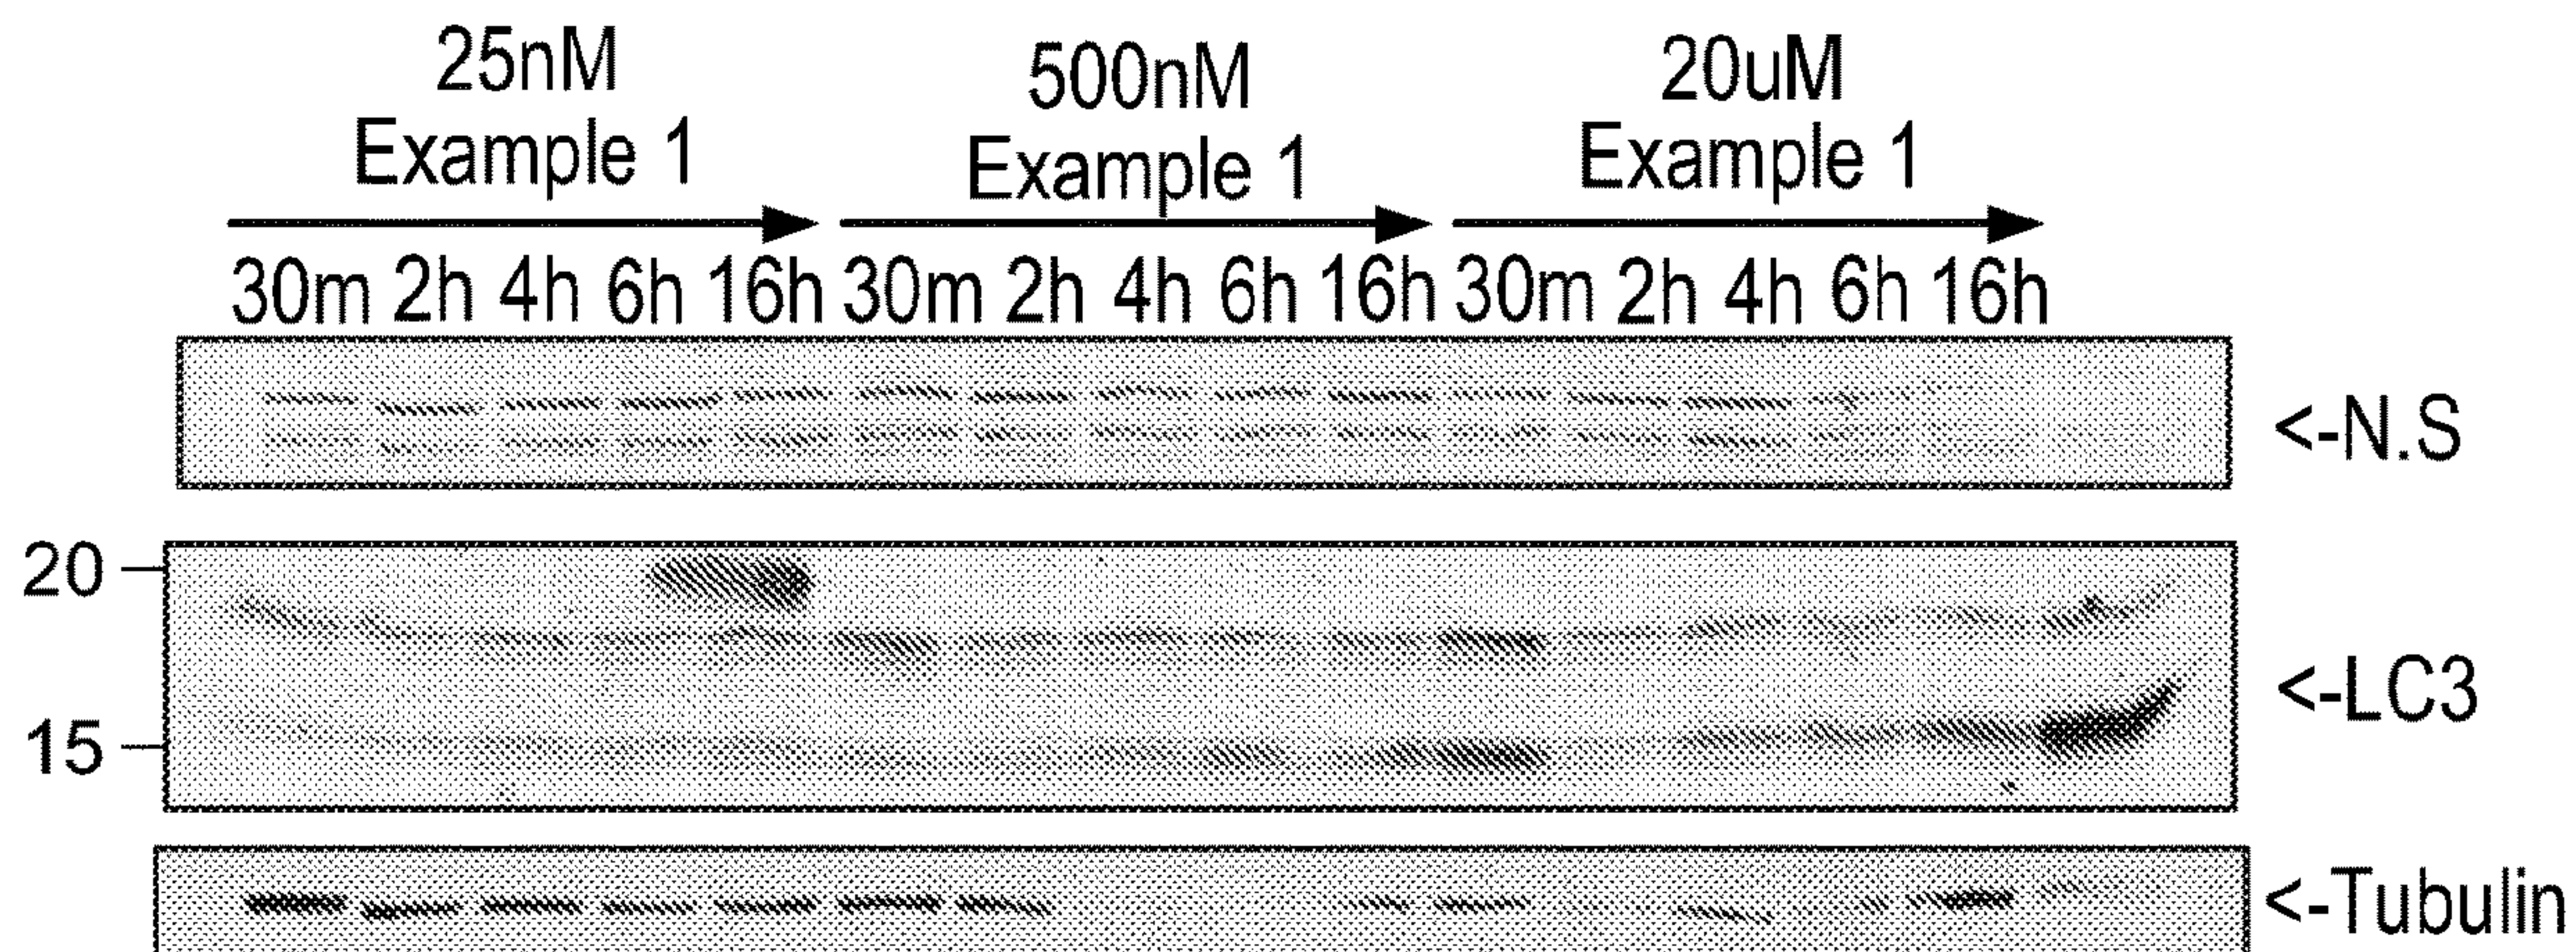 25nM
Example 1
500nM
Example 1
20uM
Example 1
30m 2h 4h 6h 16h 30m 2h 4h 6h 16h 30m 2h 4h 6h 16h
<-N.S
20
<-LC3
15
<-Tubulin